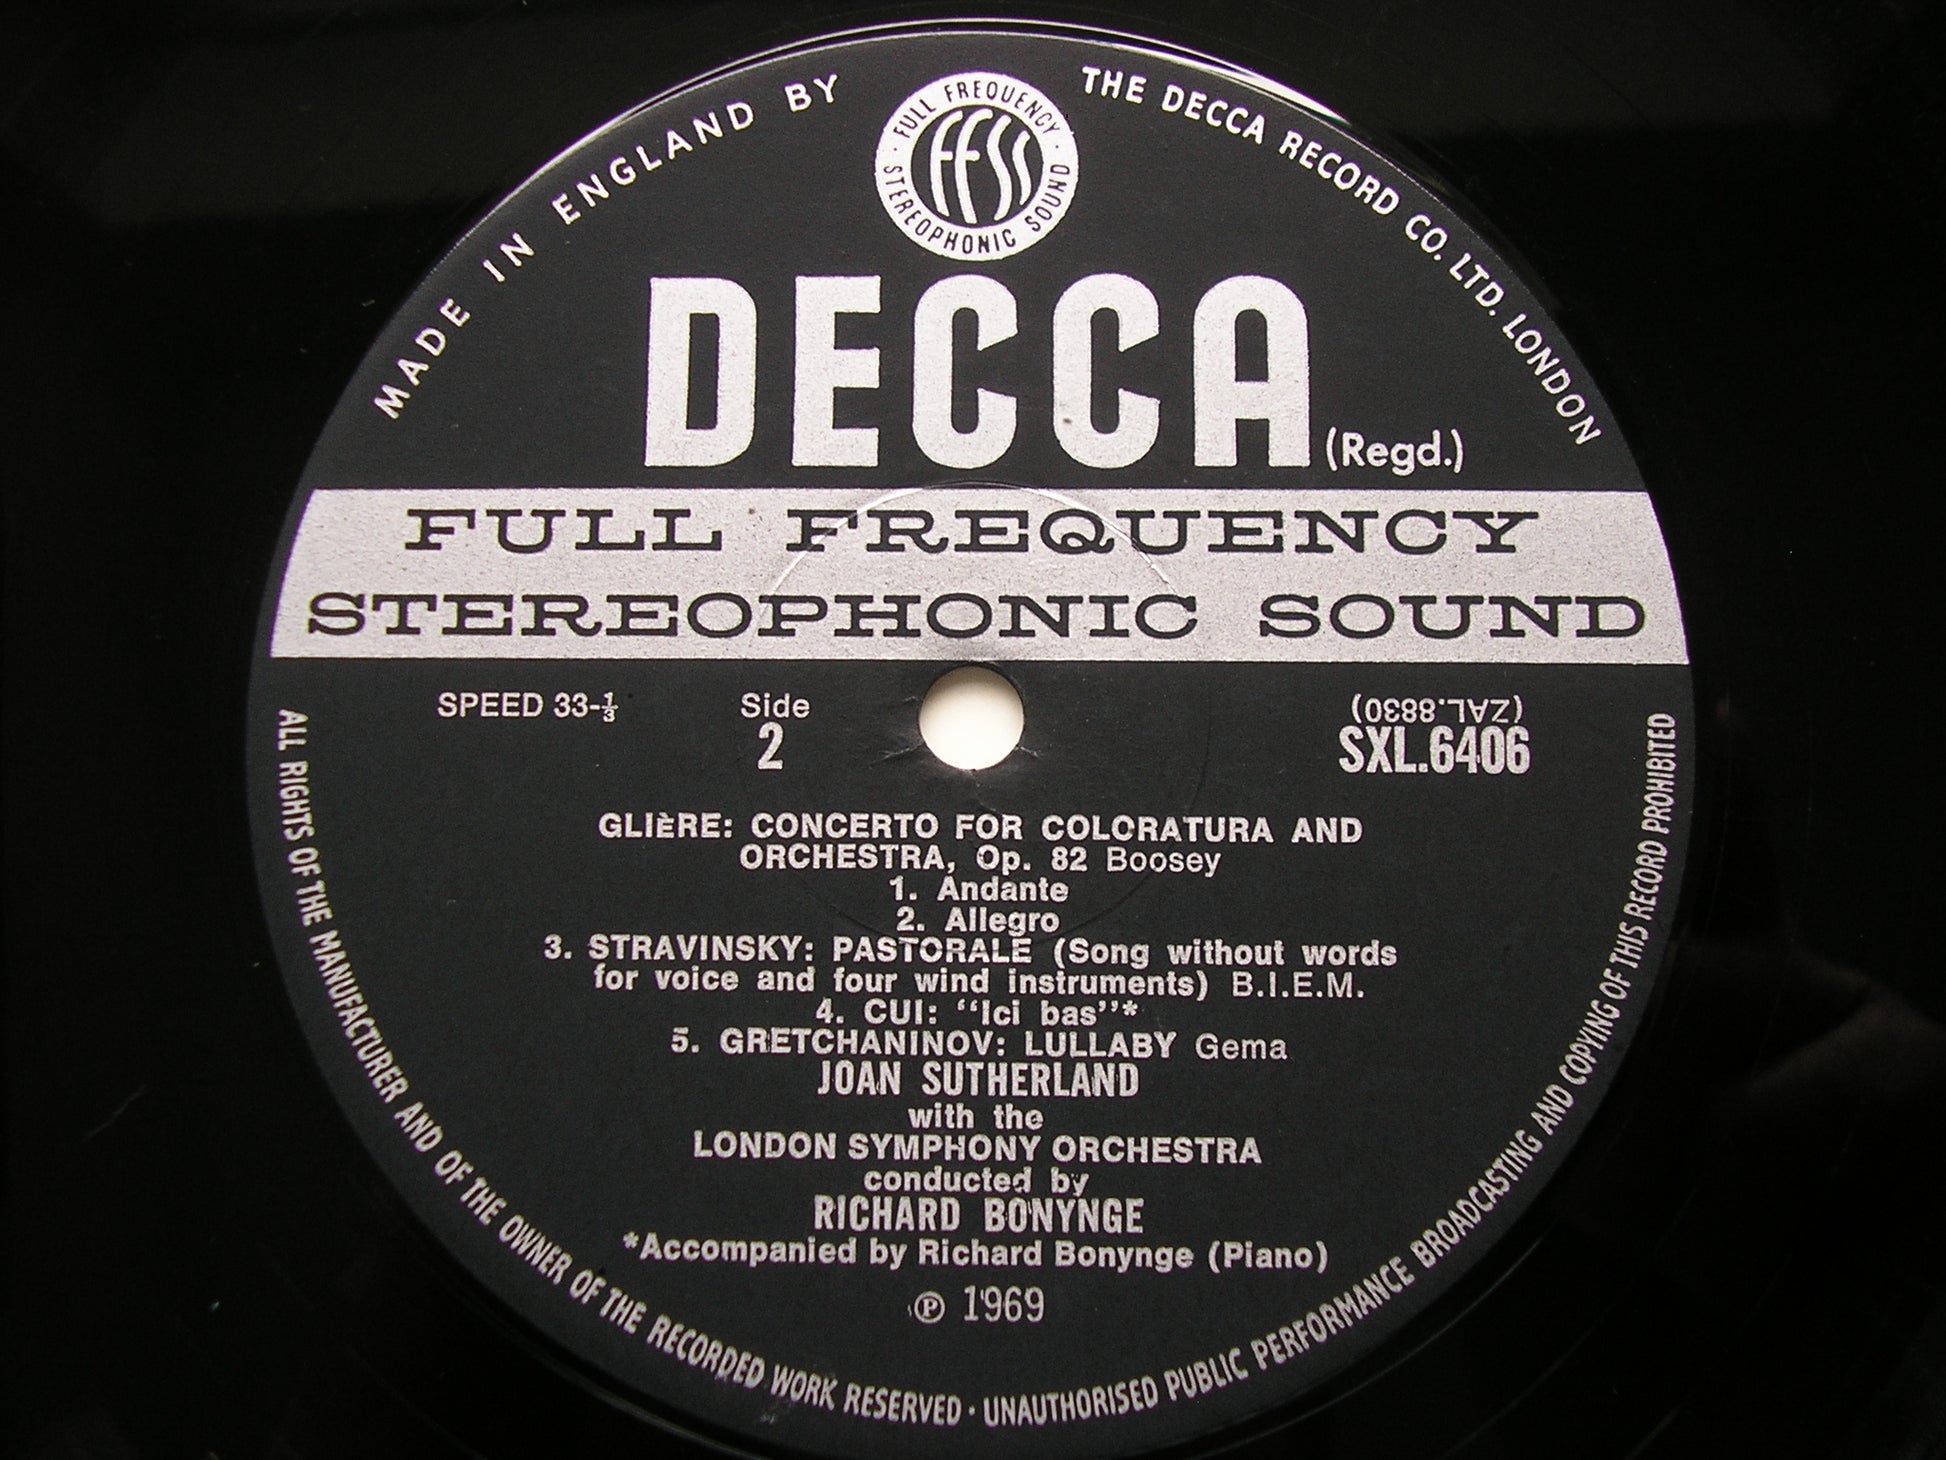 MADE IN ENGLAND BY
THE DECCA RECORD CO. LTD. LONDON
FULL FREQUENCY
FFSS
STEREOPHONIC SOUND
DECCA (Regd.)
FULL FREQUENCY
STEREOPHONIC SOUND
SPEED 33-⅓
Side
2
(ZAL.8830)
SXL.6406
GLIÈRE: CONCERTO FOR COLORATURA AND
ORCHESTRA, Op. 82 Boosey
1. Andante
2. Allegro
3. STRAVINSKY: PASTORALE (Song without words
for voice and four wind instruments) B.I.E.M.
4. CUI: “Ici bas”*
5. GRETCHANINOV: LULLABY Gema
JOAN SUTHERLAND
with the
LONDON SYMPHONY ORCHESTRA
conducted by
RICHARD BONYNGE
*Accompanied by Richard Bonynge (Piano)
℗ 1969
ALL RIGHTS OF THE MANUFACTURER AND OF THE OWNER OF THE RECORDED WORK RESERVED · UNAUTHORISED PUBLIC PERFORMANCE BROADCASTING AND COPYING OF THIS RECORD PROHIBITED